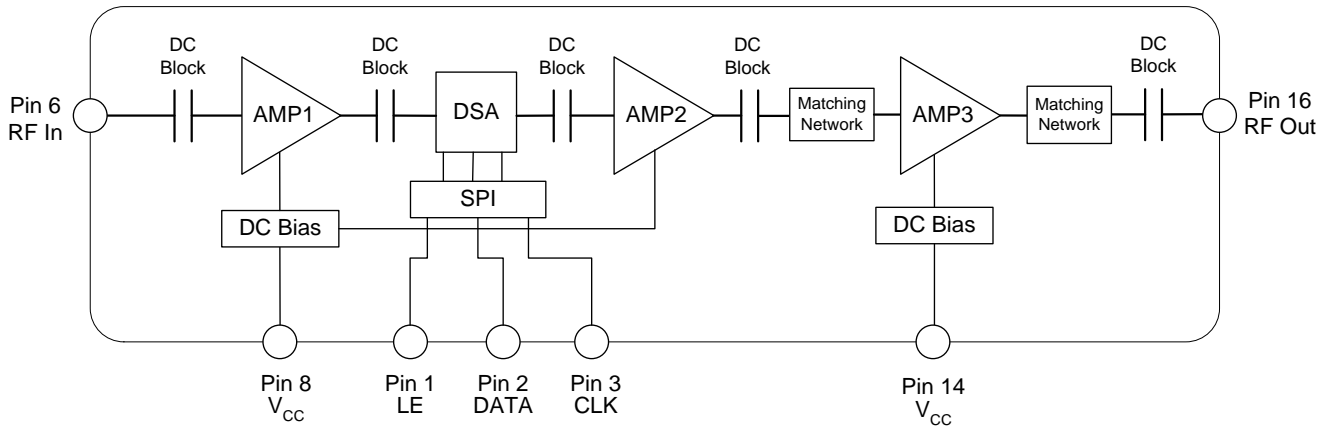 DC
Block
DC
Block
DC
Block
DC
Block
DC
Block
Pin 6
RF In
AMP1
DSA
AMP2
Matching
Network
AMP3
Matching
Network
Pin 16
RF Out
SPI
DC Bias
DC Bias
Pin 8
VCC
Pin 1
LE
Pin 2
DATA
Pin 3
CLK
Pin 14
VCC